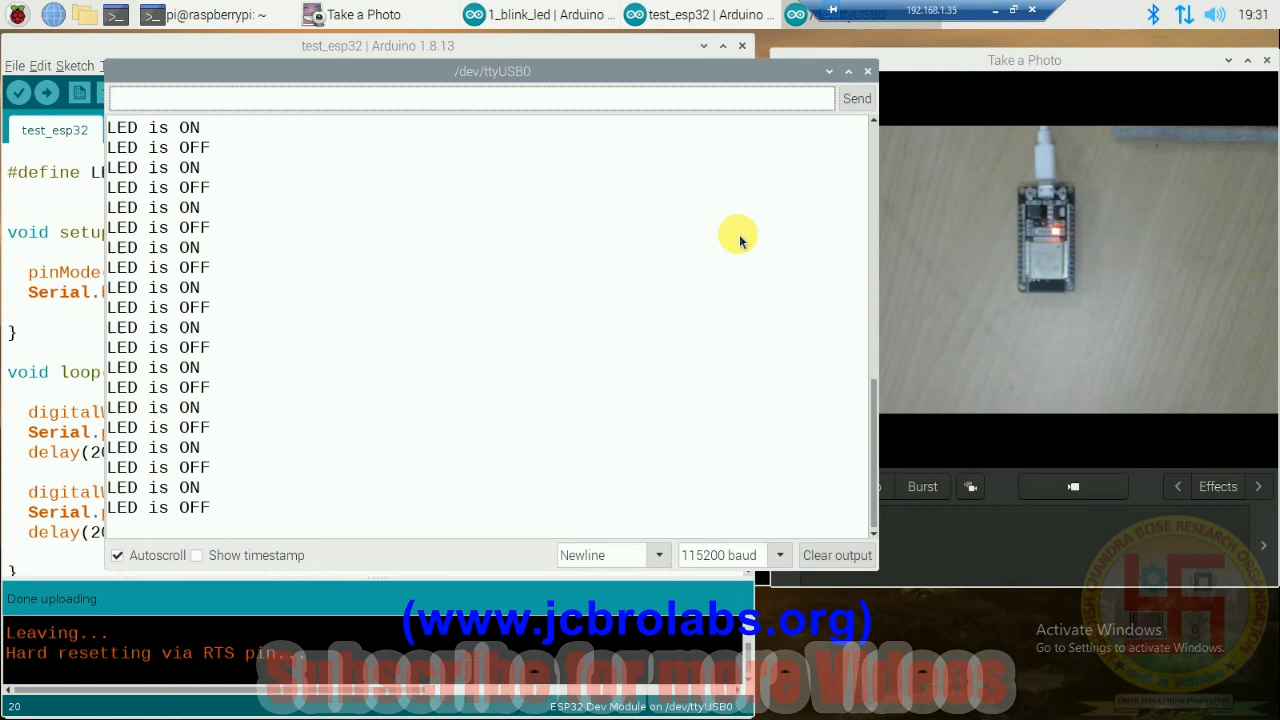 pi@raspberrypi: ~
Take a Photo
1_blink_led | Arduino ...
test_esp32 | Arduino ...
192.168.1.35
19:31
test_esp32 | Arduino 1.8.13
File Edit Sketch
test_esp32
#define
void setup
pinMode
Serial.
}
void loop
Serial.
delay(20
Serial.
delay(20
}
/dev/ttyUSB0
Send
LED is ON
LED is OFF
LED is ON
LED is OFF
LED is ON
LED is OFF
LED is ON
LED is OFF
LED is ON
LED is OFF
LED is ON
LED is OFF
LED is ON
LED is OFF
LED is ON
LED is OFF
LED is ON
LED is OFF
LED is ON
LED is OFF
Autoscroll
Show timestamp
Newline
115200 baud
Clear output
Take a Photo
Burst
Effects
Done uploading.
Leaving...
Hard resetting via RTS pin...
(www.jcbrolabs.org)
Subscribe for more Videos
Activate Windows
Go to Settings to activate Windows.
20
ESP32 Dev Module on /dev/ttyUSB0